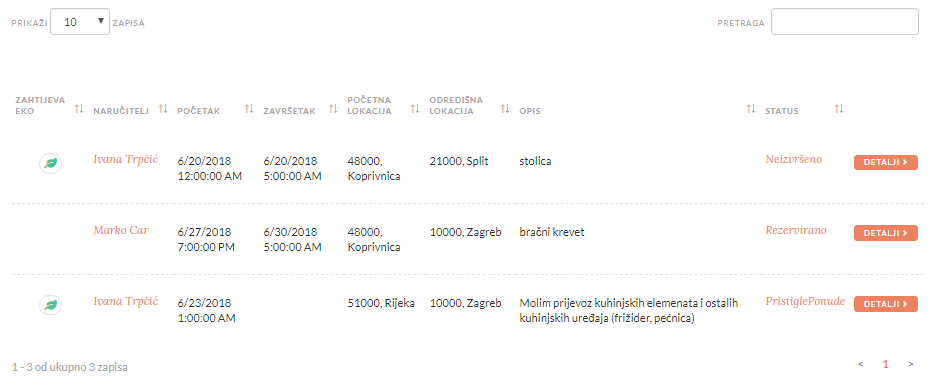 PRIKAŽI 10 ZAPISA PRETRAGA
ZAHTIJEVA EKO NARUČITELJ POČETAK ZAVRŠETAK POČETNA LOKACIJA ODREDIŠNA LOKACIJA OPIS STATUS
Ivana Trpčić 6/20/2018 6/20/2018 48000, 21000, Split stolica Neizvršeno DETALJI >
12:00:00 AM 5:00:00 AM Koprivnica
Marko Car 6/27/2018 6/30/2018 48000, 10000, Zagreb bračni krevet Rezervirano DETALJI >
7:00:00 PM 5:00:00 AM Koprivnica
Ivana Trpčić 6/23/2018 51000, Rijeka 10000, Zagreb Molim prijevoz kuhinjskih elemenata i ostalih PristiglePonude DETALJI >
1:00:00 AM kuhinjskih uređaja (frižider, pećnica)
1 - 3 od ukupno 3 zapisa < 1 >